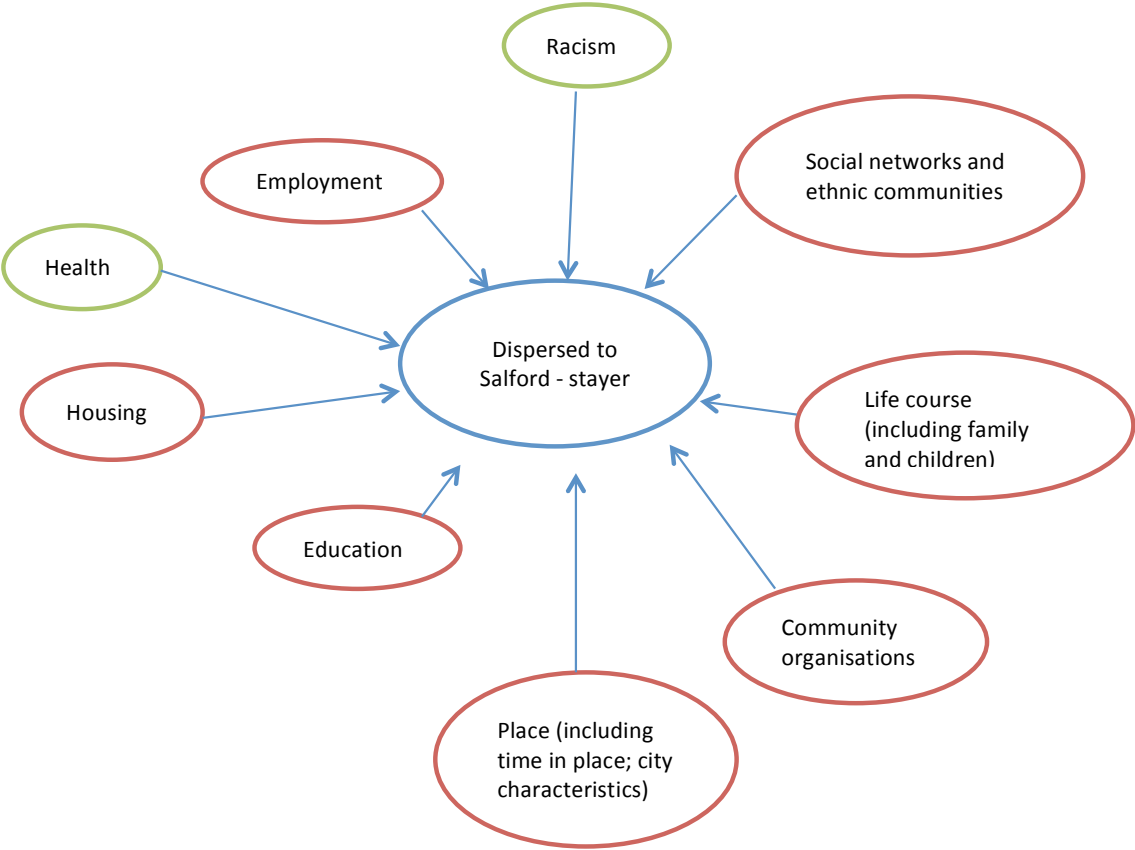 Racism
Social networks and
ethnic communities
Employment
Health
Dispersed to
Salford - stayer
Housing
Life course
(including family
and children)
Education
Community
organisations
Place (including
time in place; city
characteristics)